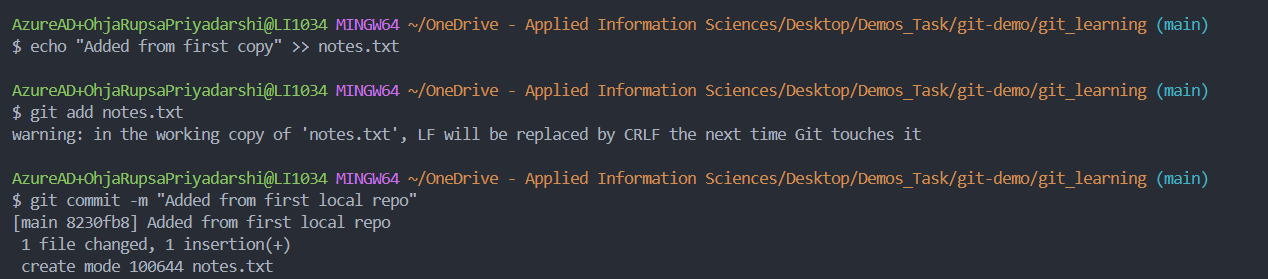 AzureAD+OhjaRupsaPriyadarshi@LI1034 MINGW64 ~/OneDrive - Applied Information Sciences/Desktop/Demos_Task/git-demo/git_learning (main)
$ echo "Added from first copy" >> notes.txt
AzureAD+OhjaRupsaPriyadarshi@LI1034 MINGW64 ~/OneDrive - Applied Information Sciences/Desktop/Demos_Task/git-demo/git_learning (main)
$ git add notes.txt
warning: in the working copy of 'notes.txt', LF will be replaced by CRLF the next time Git touches it
AzureAD+OhjaRupsaPriyadarshi@LI1034 MINGW64 ~/OneDrive - Applied Information Sciences/Desktop/Demos_Task/git-demo/git_learning (main)
$ git commit -m "Added from first local repo"
[main 8230fb8] Added from first local repo
 1 file changed, 1 insertion(+)
 create mode 100644 notes.txt